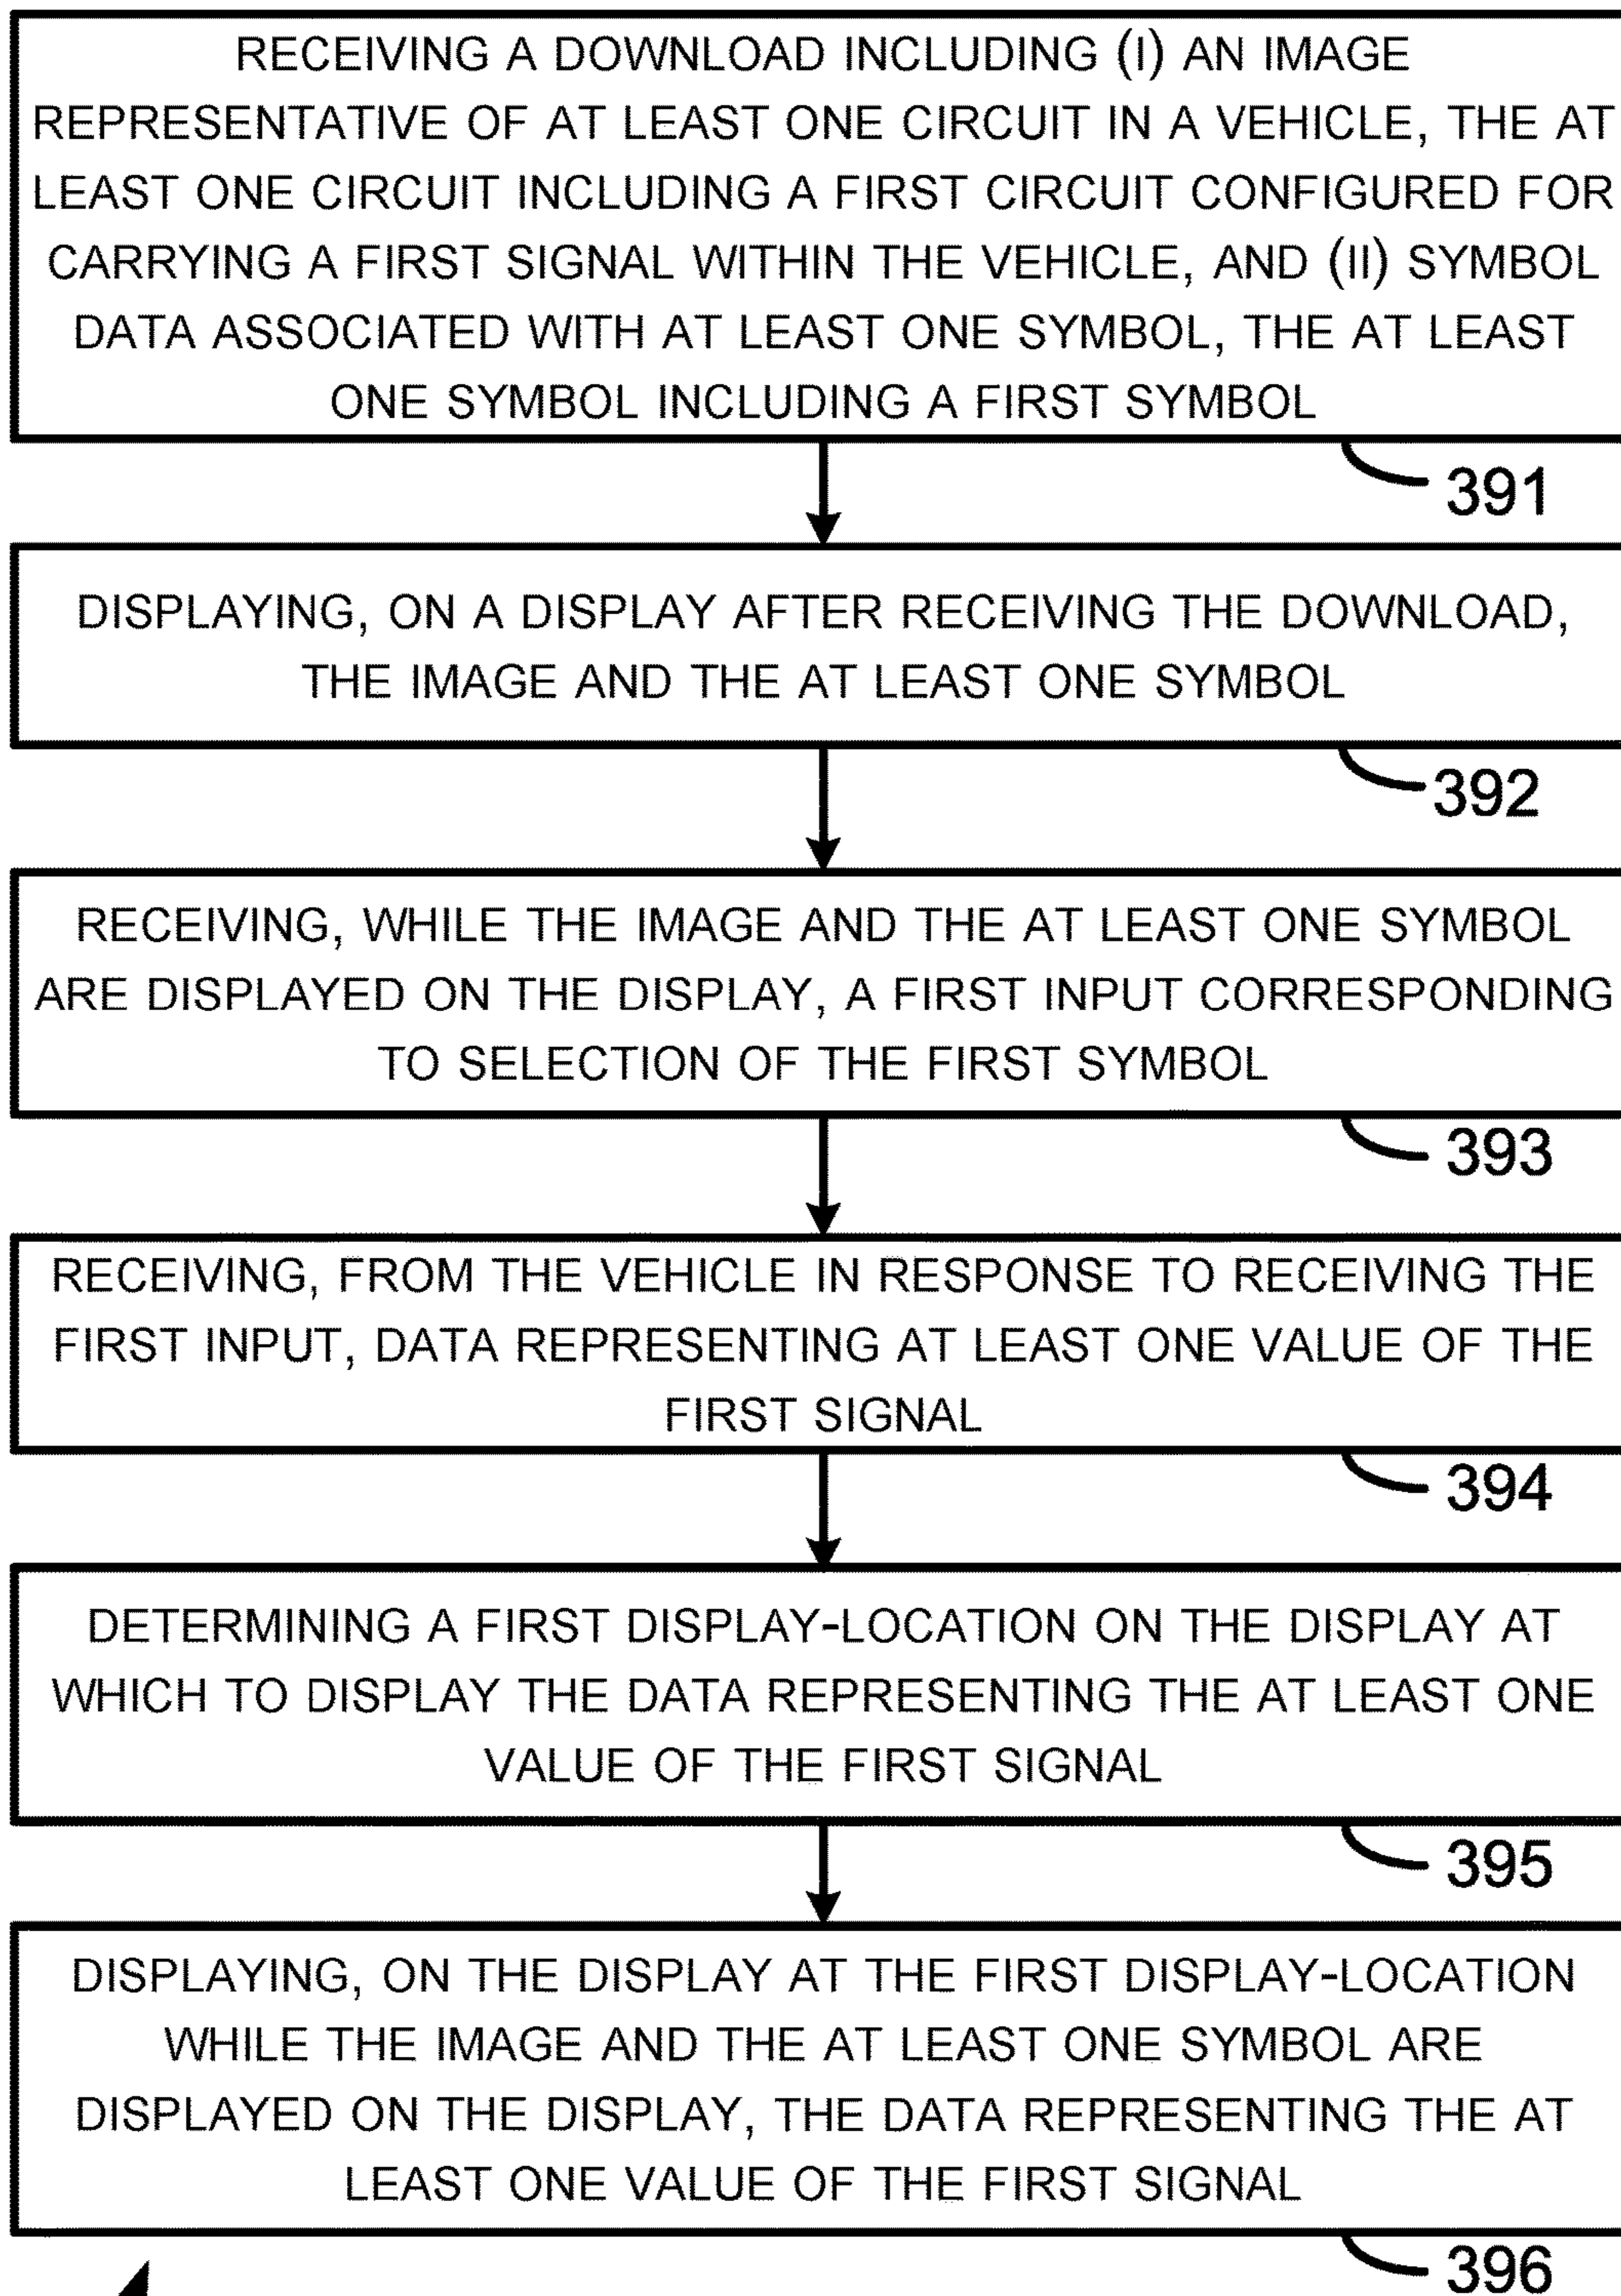 RECEIVING A DOWNLOAD INCLUDING (I) AN IMAGE
REPRESENTATIVE OF AT LEAST ONE CIRCUIT IN A VEHICLE, THE AT
LEAST ONE CIRCUIT INCLUDING A FIRST CIRCUIT CONFIGURED FOR
CARRYING A FIRST SIGNAL WITHIN THE VEHICLE, AND (II) SYMBOL
DATA ASSOCIATED WITH AT LEAST ONE SYMBOL, THE AT LEAST
ONE SYMBOL INCLUDING A FIRST SYMBOL
391
DISPLAYING, ON A DISPLAY AFTER RECEIVING THE DOWNLOAD,
THE IMAGE AND THE AT LEAST ONE SYMBOL
392
RECEIVING, WHILE THE IMAGE AND THE AT LEAST ONE SYMBOL
ARE DISPLAYED ON THE DISPLAY, A FIRST INPUT CORRESPONDING
TO SELECTION OF THE FIRST SYMBOL
393
RECEIVING, FROM THE VEHICLE IN RESPONSE TO RECEIVING THE
FIRST INPUT, DATA REPRESENTING AT LEAST ONE VALUE OF THE
FIRST SIGNAL
394
DETERMINING A FIRST DISPLAY-LOCATION ON THE DISPLAY AT
WHICH TO DISPLAY THE DATA REPRESENTING THE AT LEAST ONE
VALUE OF THE FIRST SIGNAL
395
DISPLAYING, ON THE DISPLAY AT THE FIRST DISPLAY-LOCATION
WHILE THE IMAGE AND THE AT LEAST ONE SYMBOL ARE
DISPLAYED ON THE DISPLAY, THE DATA REPRESENTING THE AT
LEAST ONE VALUE OF THE FIRST SIGNAL
396